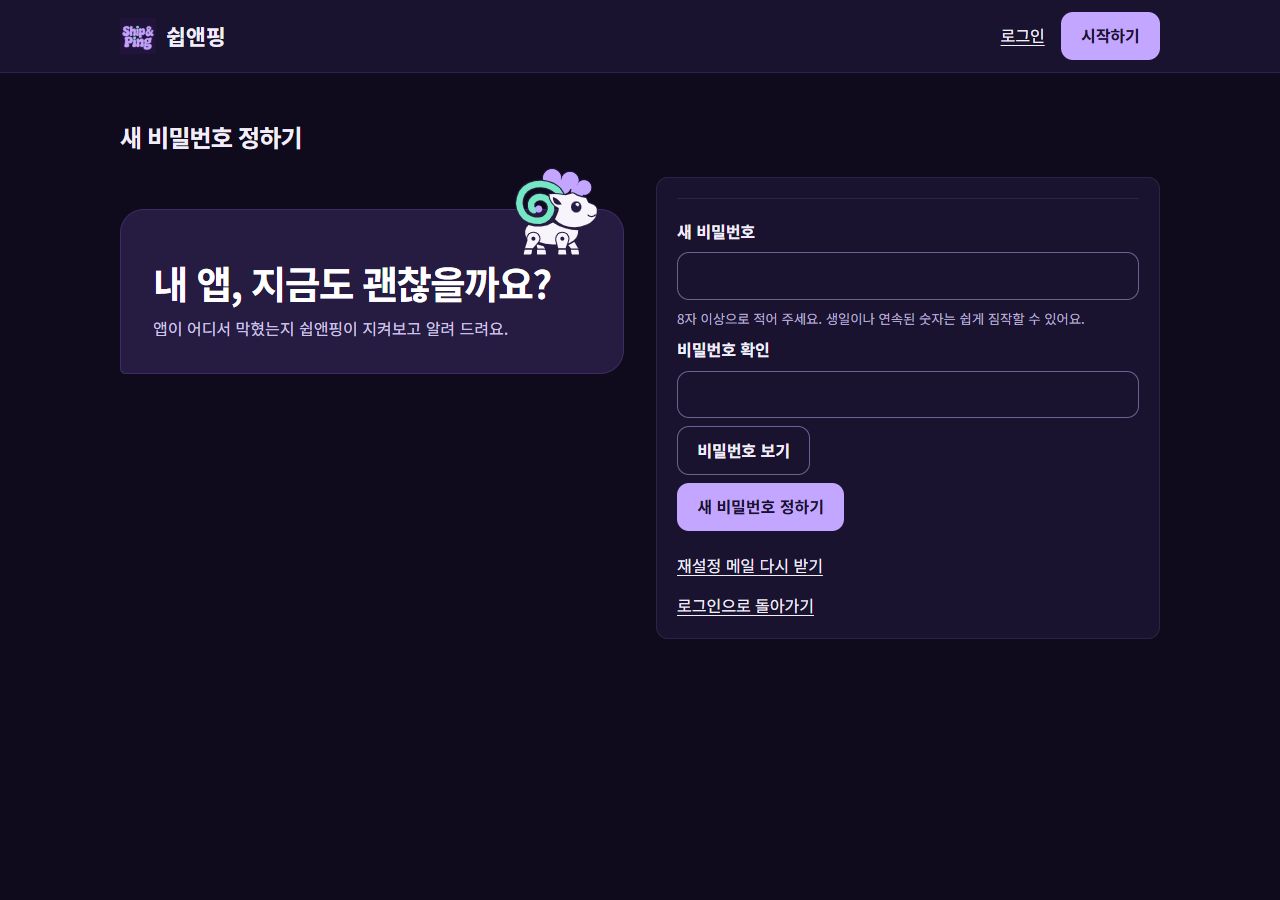 Ship&
Ping
쉽앤핑
로그인
시작하기
새 비밀번호 정하기
내 앱, 지금도 괜찮을까요?
앱이 어디서 막혔는지 쉽앤핑이 지켜보고 알려 드려요.
새 비밀번호
8자 이상으로 적어 주세요. 생일이나 연속된 숫자는 쉽게 짐작할 수 있어요.
비밀번호 확인
비밀번호 보기
새 비밀번호 정하기
재설정 메일 다시 받기
로그인으로 돌아가기